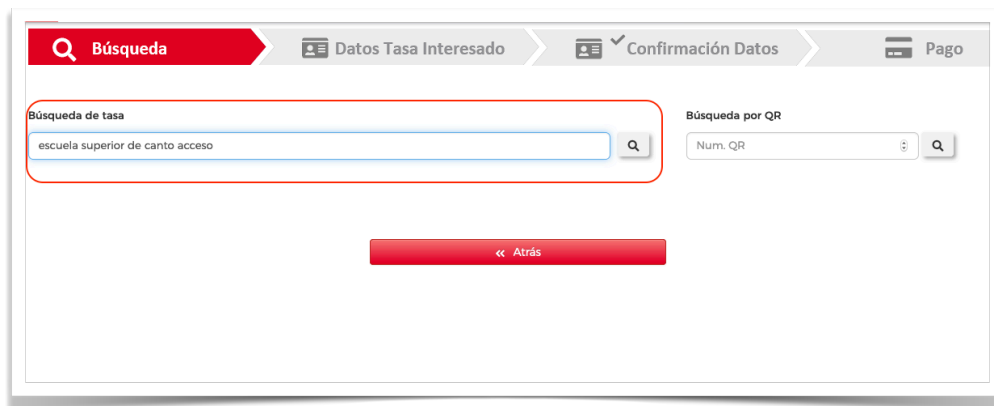 Búsqueda
Datos Tasa Interesado
Confirmación Datos
Pago
Búsqueda de tasa
escuela superior de canto acceso
Búsqueda por QR
Num. QR
« Atrás